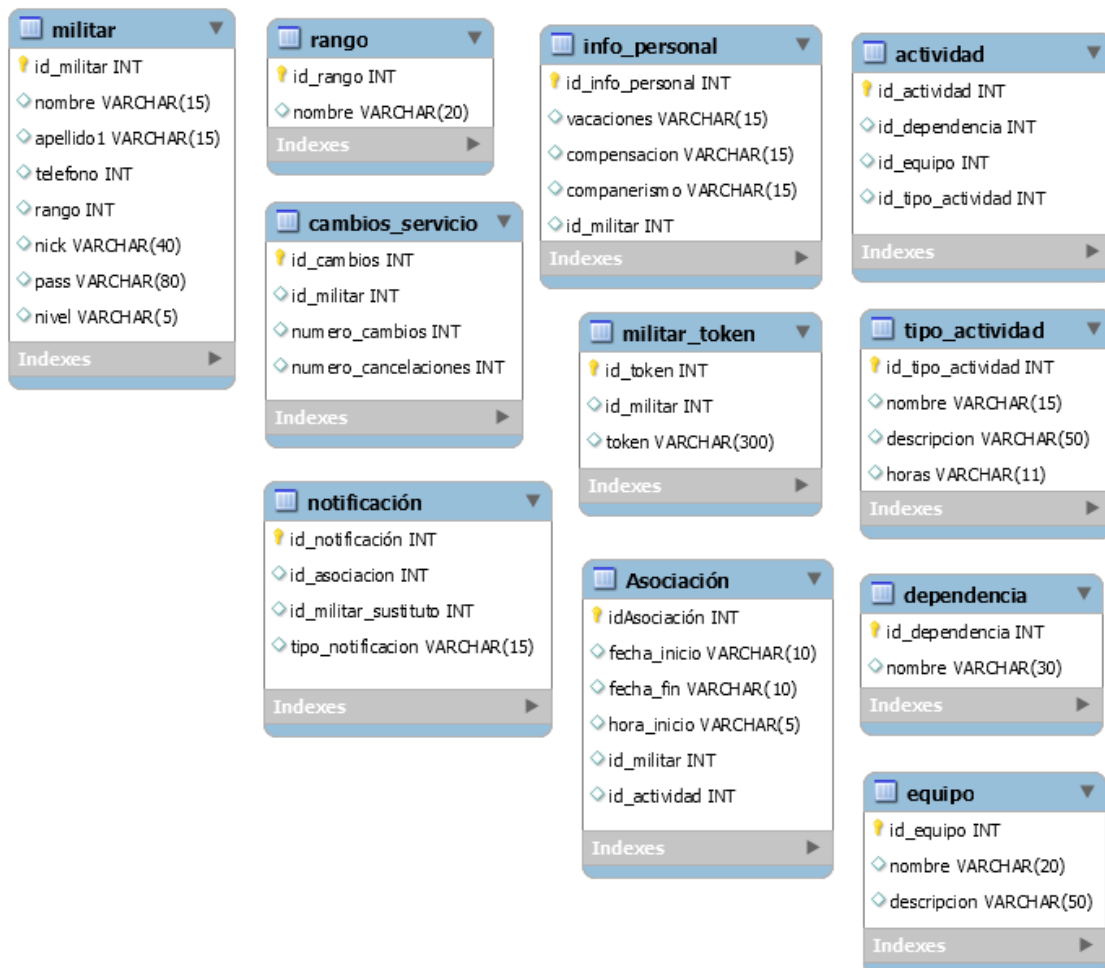 militar
id_militar INT
nombre VARCHAR(15)
apellido1 VARCHAR(15)
telefono INT
rango INT
nick VARCHAR(40)
pass VARCHAR(80)
nivel VARCHAR(5)
Indexes
rango
id_rango INT
nombre VARCHAR(20)
Indexes
cambios_servicio
id_cambios INT
id_militar INT
numero_cambios INT
numero_cancelaciones INT
Indexes
notificación
id_notificación INT
id_asociacion INT
id_militar_sustituto INT
tipo_notificacion VARCHAR(15)
Indexes
info_personal
id_info_personal INT
vacaciones VARCHAR(15)
compensacion VARCHAR(15)
companerismo VARCHAR(15)
id_militar INT
Indexes
militar_token
id_token INT
id_militar INT
token VARCHAR(300)
Indexes
Asociación
idAsociación INT
fecha_inicio VARCHAR(10)
fecha_fin VARCHAR(10)
hora_inicio VARCHAR(5)
id_militar INT
id_actividad INT
Indexes
actividad
id_actividad INT
id_dependencia INT
id_equipo INT
id_tipo_actividad INT
Indexes
tipo_actividad
id_tipo_actividad INT
nombre VARCHAR(15)
descripcion VARCHAR(50)
horas VARCHAR(11)
Indexes
dependencia
id_dependencia INT
nombre VARCHAR(30)
Indexes
equipo
id_equipo INT
nombre VARCHAR(20)
descripcion VARCHAR(50)
Indexes